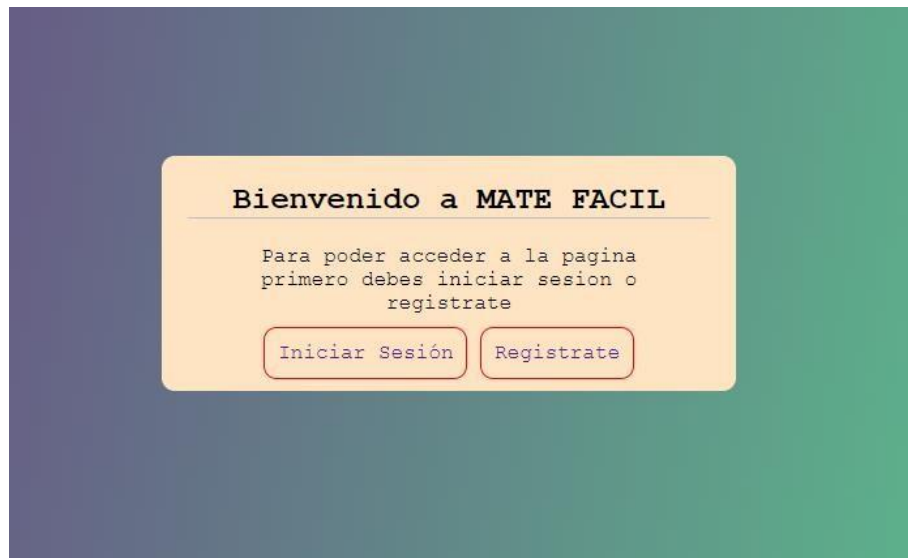 Bienvenido a MATE FACIL
Para poder acceder a la pagina
primero debes iniciar sesion o
registrate
Iniciar Sesión
Registrate